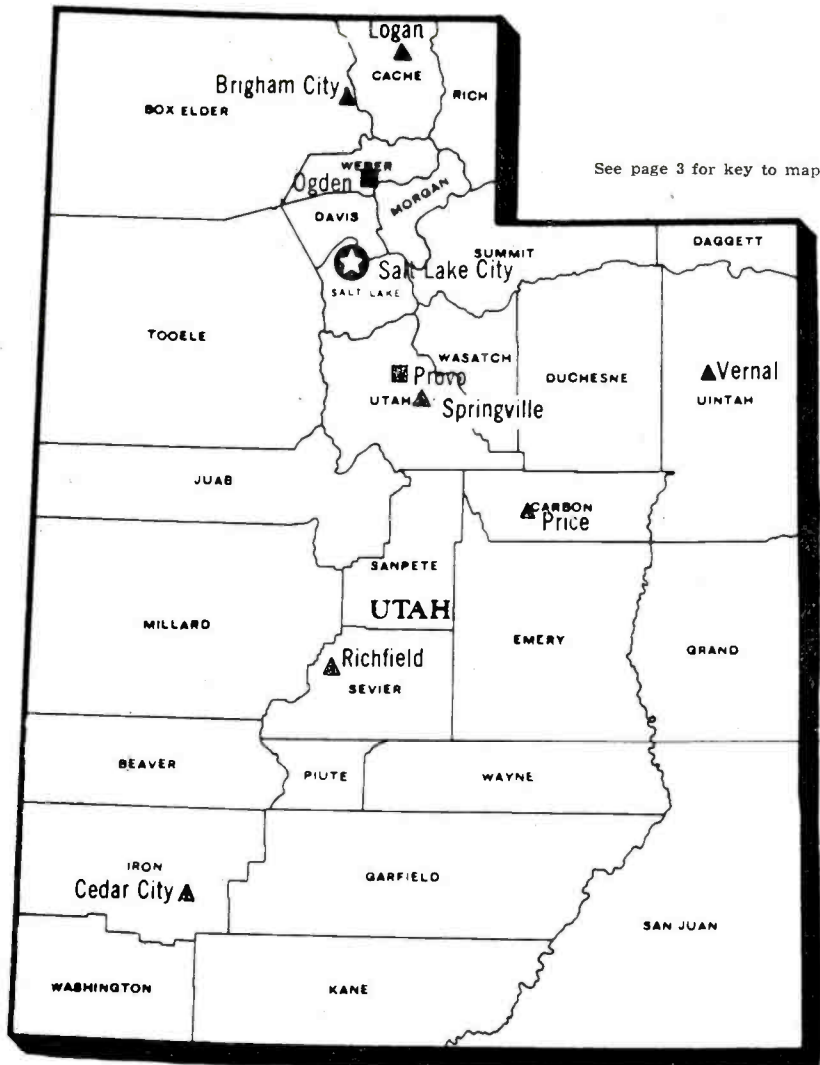 Logan
CACHE
Brigham City
RICH
BOX ELDER
WEBER
See page 3 for key to map
Ogden
MORGAN
DAVIS
SUMMIT
DAGGETT
Salt Lake City
SALT LAKE
TOOELE
WASATCH
Provo
DUCHESNE
Vernal
UTAH
UINTAH
Springville
JUAB
CARBON
Price
SANPETE
UTAH
MILLARD
EMERY
GRAND
Richfield
SEVIER
BEAVER
PIUTE
WAYNE
IRON
GARFIELD
Cedar City
SAN JUAN
WASHINGTON
KANE